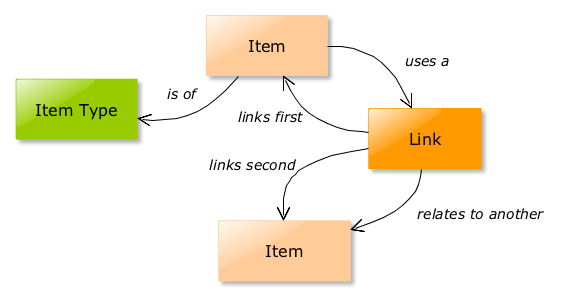 Item
uses a
is of
Item Type
links first
Link
links second
relates to another
Item